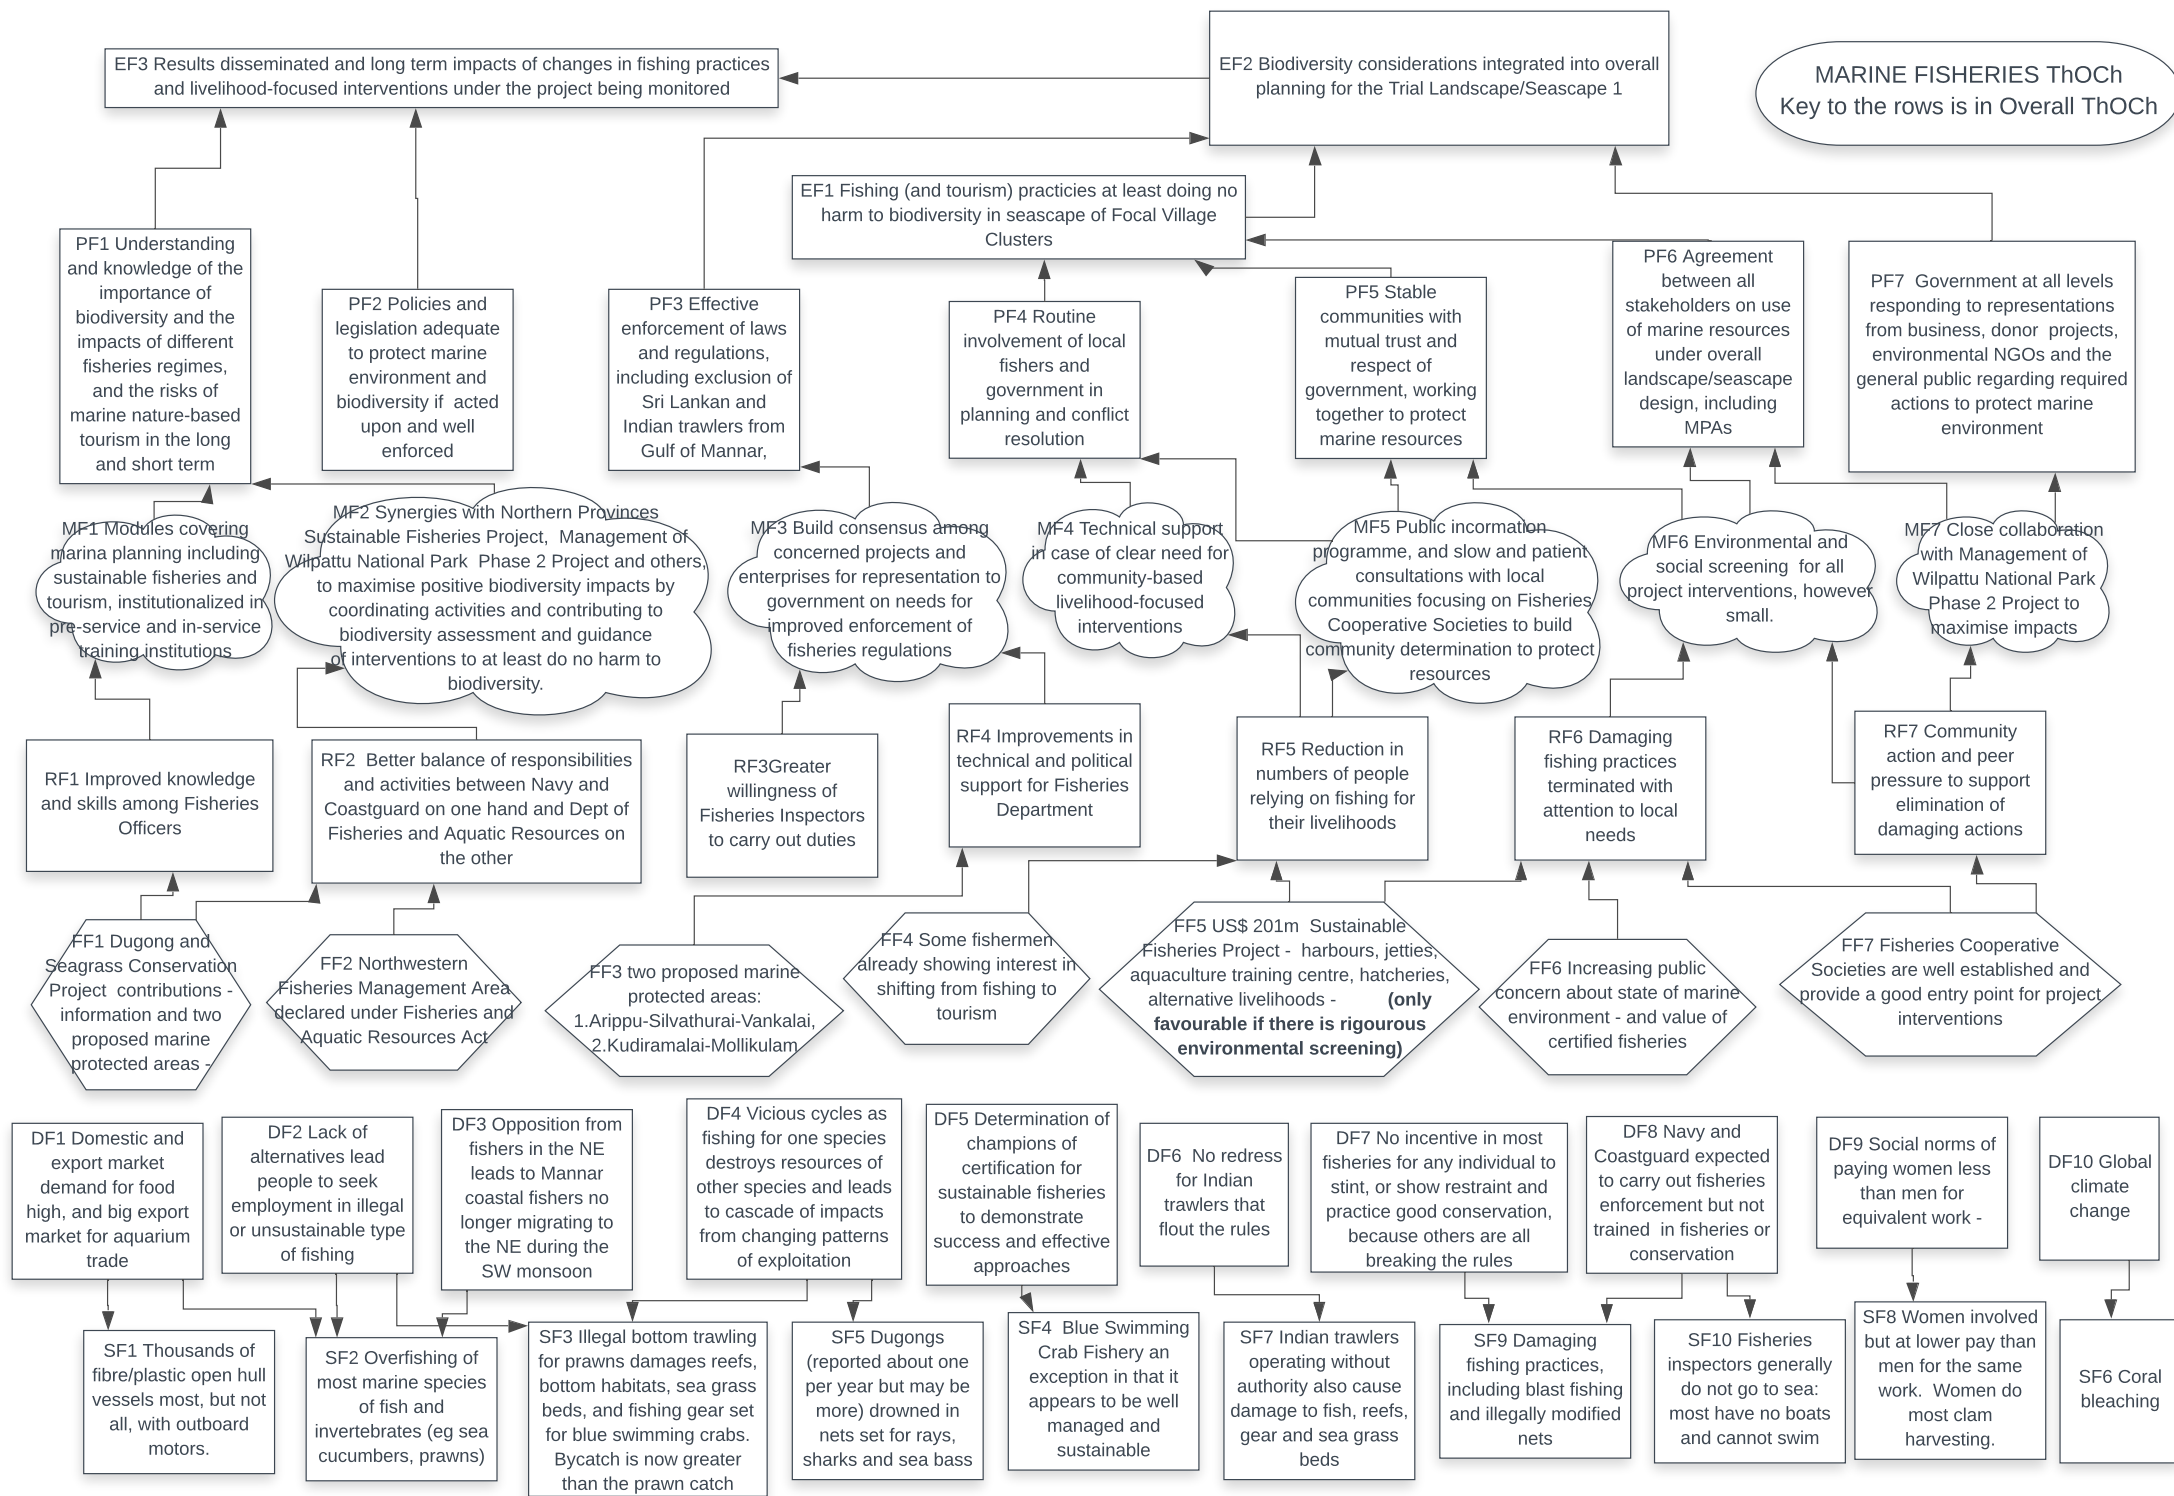 EF3 Results disseminated and long term impacts of changes in fishing practices
and livelihood-focused interventions under the project being monitored
EF2 Biodiversity considerations integrated into overall
planning for the Trial Landscape/Seascape 1
MARINE FISHERIES ThOCh
Key to the rows is in Overall ThOCh
EF1 Fishing (and tourism) practicies at least doing no
harm to biodiversity in seascape of Focal Village
Clusters
PF1 Understanding
and knowledge of the
importance of
biodiversity and the
impacts of different
fisheries regimes,
and the risks of
marine nature-based
tourism in the long
and short term
PF2 Policies and
legislation adequate
to protect marine
environment and
biodiversity if  acted
upon and well
enforced
PF3 Effective
enforcement of laws
and regulations,
including exclusion of
Sri Lankan and
Indian trawlers from
Gulf of Mannar,
PF4 Routine
involvement of local
fishers and
government in
planning and conflict
resolution
PF5 Stable
communities with
mutual trust and
respect of
government, working
together to protect
marine resources
PF6 Agreement
between all
stakeholders on use
of marine resources
under overall
landscape/seascape
design, including
MPAs
PF7  Government at all levels
responding to representations
from business, donor  projects,
environmental NGOs and the
general public regarding required
actions to protect marine
environment
MF1 Modules covering
marina planning including
sustainable fisheries and
tourism, institutionalized in
pre-service and in-service
training institutions
MF2 Synergies with Northern Provinces
Sustainable Fisheries Project,  Management of
Wilpattu National Park  Phase 2 Project and others,
to maximise positive biodiversity impacts by
coordinating activities and contributing to
biodiversity assessment and guidance
of interventions to at least do no harm to
biodiversity.
MF3 Build consensus among
concerned projects and
enterprises for representation to
government on needs for
improved enforcement of
fisheries regulations
MF4 Technical support
in case of clear need for
community-based
livelihood-focused
interventions
MF5 Public incormation
programme, and slow and patient
consultations with local
communities focusing on Fisheries
Cooperative Societies to build
community determination to protect
resources
MF6 Environmental and
social screening  for all
project interventions, however
small.
MF7 Close collaboration
with Management of
Wilpattu National Park
Phase 2 Project to
maximise impacts
RF1 Improved knowledge
and skills among Fisheries
Officers
RF2  Better balance of responsibilities
and activities between Navy and
Coastguard on one hand and Dept of
Fisheries and Aquatic Resources on
the other
RF3Greater
willingness of
Fisheries Inspectors
to carry out duties
RF4 Improvements in
technical and political
support for Fisheries
Department
RF5 Reduction in
numbers of people
relying on fishing for
their livelihoods
RF6 Damaging
fishing practices
terminated with
attention to local
needs
RF7 Community
action and peer
pressure to support
elimination of
damaging actions
FF1 Dugong and
Seagrass Conservation
Project  contributions -
information and two
proposed marine
protected areas -
FF2 Northwestern
Fisheries Management Area
declared under Fisheries and
Aquatic Resources Act
FF3 two proposed marine
protected areas:
1.Arippu-Silvathurai-Vankalai,
2.Kudiramalai-Mollikulam
FF4 Some fishermen
already showing interest in
shifting from fishing to
tourism
FF5 US$ 201m  Sustainable
Fisheries Project -  harbours, jetties,
aquaculture training centre, hatcheries,
alternative livelihoods -          (only
favourable if there is rigourous
environmental screening)
FF6 Increasing public
concern about state of marine
environment - and value of
certified fisheries
FF7 Fisheries Cooperative
Societies are well established and
provide a good entry point for project
interventions
DF1 Domestic and
export market
demand for food
high, and big export
market for aquarium
trade
DF2 Lack of
alternatives lead
people to seek
employment in illegal
or unsustainable type
of fishing
DF3 Opposition from
fishers in the NE
leads to Mannar
coastal fishers no
longer migrating to
the NE during the
SW monsoon
DF4 Vicious cycles as
fishing for one species
destroys resources of
other species and leads
to cascade of impacts
from changing patterns
of exploitation
DF5 Determination of
champions of
certification for
sustainable fisheries
to demonstrate
success and effective
approaches
DF6  No redress
for Indian
trawlers that
flout the rules
DF7 No incentive in most
fisheries for any individual to
stint, or show restraint and
practice good conservation,
because others are all
breaking the rules
DF8 Navy and
Coastguard expected
to carry out fisheries
enforcement but not
trained  in fisheries or
conservation
DF9 Social norms of
paying women less
than men for
equivalent work -
DF10 Global
climate
change
SF1 Thousands of
fibre/plastic open hull
vessels most, but not
all, with outboard
motors.
SF2 Overfishing of
most marine species
of fish and
invertebrates (eg sea
cucumbers, prawns)
SF3 Illegal bottom trawling
for prawns damages reefs,
bottom habitats, sea grass
beds, and fishing gear set
for blue swimming crabs.
Bycatch is now greater
than the prawn catch
SF5 Dugongs
(reported about one
per year but may be
more) drowned in
nets set for rays,
sharks and sea bass
SF4  Blue Swimming
Crab Fishery an
exception in that it
appears to be well
managed and
sustainable
SF7 Indian trawlers
operating without
authority also cause
damage to fish, reefs,
gear and sea grass
beds
SF9 Damaging
fishing practices,
including blast fishing
and illegally modified
nets
SF10 Fisheries
inspectors generally
do not go to sea:
most have no boats
and cannot swim
SF8 Women involved
but at lower pay than
men for the same
work.  Women do
most clam
harvesting.
SF6 Coral
bleaching